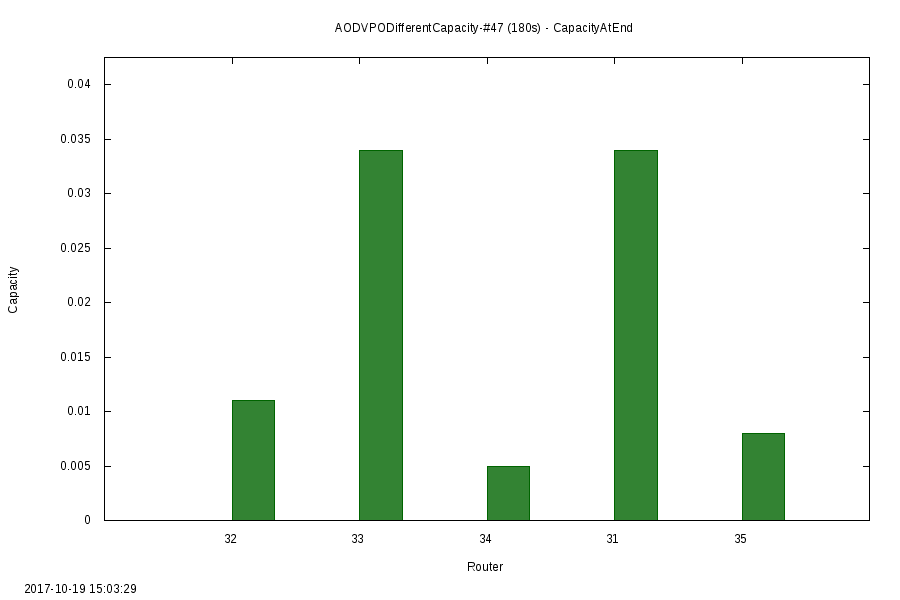 AODVPODifferentCapacity-#47 (180s) - CapacityAtEnd
0.04
0.035
0.03
0.025
0.02
0.015
0.01
0.005
0
Capacity
32 33 34 31 35
Router
2017-10-19 15:03:29